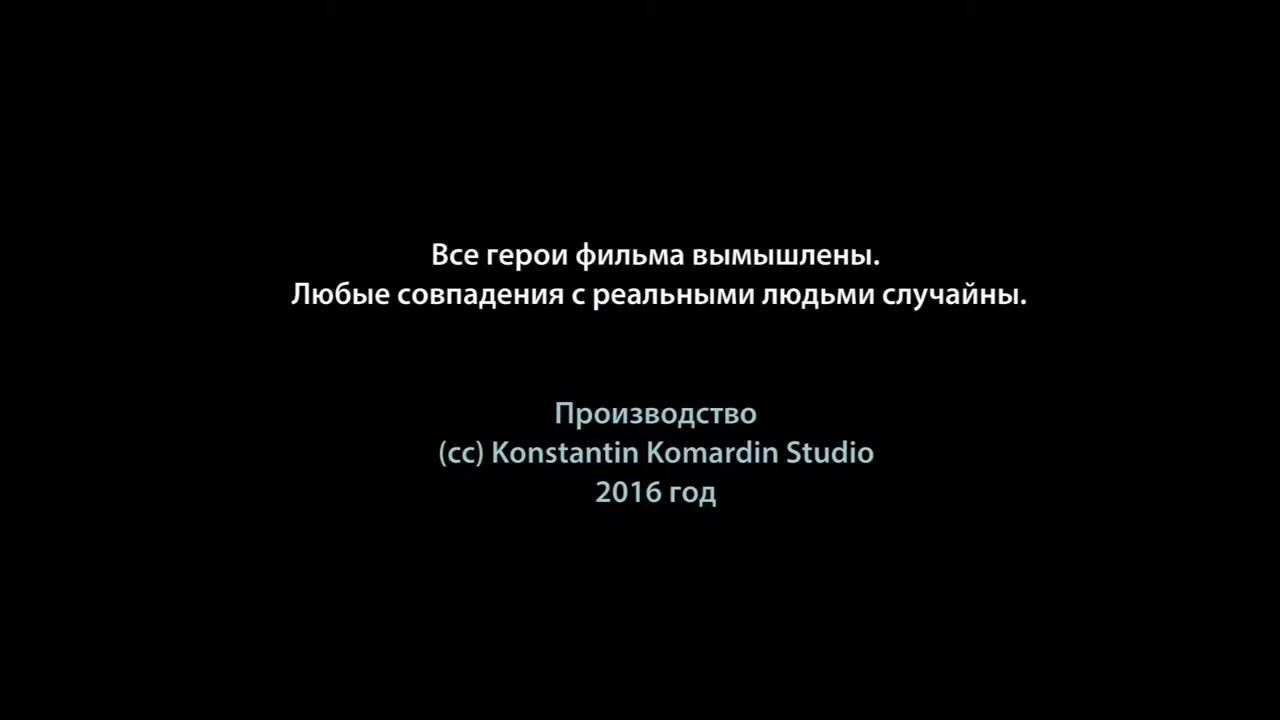 Все герои фильма вымышлены.
Любые совпадения с реальными людьми случайны.
Производство
(cc) Konstantin Komardin Studio
2016 год